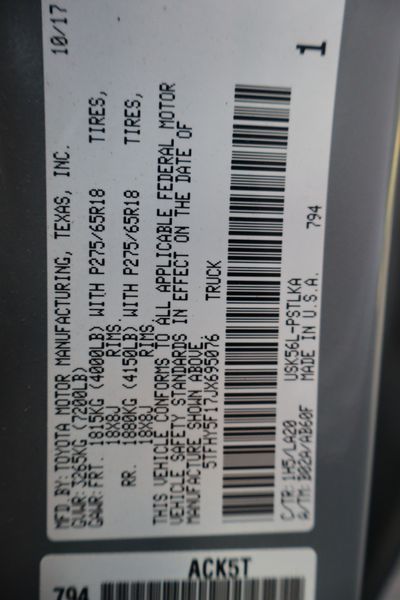 MFD.BY: TOYOTA MOTOR MANUFACTURING, TEXAS, INC. 10/17
GVWR: 3265KG (7200LB)
GAWR: FRT. 1815KG (4000LB) WITH P275/65R18 TIRES,
18X8J RIMS.
RR. 1880KG (4150LB) WITH P275/65R18 TIRES,
18X8J RIMS.
THIS VEHICLE CONFORMS TO ALL APPLICABLE FEDERAL MOTOR
VEHICLE SAFETY STANDARDS IN EFFECT ON THE DATE OF
MANUFACTURE SHOWN ABOVE.
5TFHY5F17JX695076 TRUCK
1
794
C/TR: 1H5/LA20 USK56L-PSTLKA
A/TM: B02A/AB60F MADE IN U.S.A.
ACK5T
794